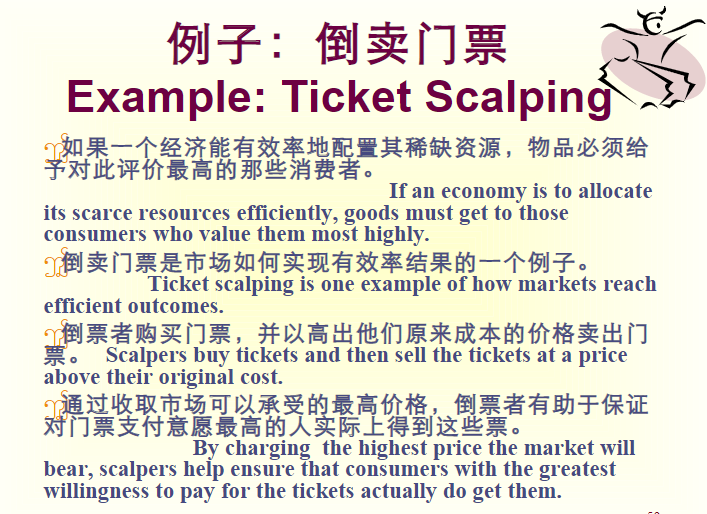 例子：倒卖门票
Example: Ticket Scalping
如果一个经济能有效率地配置其稀缺资源，物品必须给
予对此评价最高的那些消费者。
If an economy is to allocate
its scarce resources efficiently, goods must get to those
consumers who value them most highly.
倒卖门票是市场如何实现有效率结果的一个例子。
Ticket scalping is one example of how markets reach
efficient outcomes.
倒票者购买门票，并以高出他们原来成本的价格卖出门
票。 Scalpers buy tickets and then sell the tickets at a price
above their original cost.
通过收取市场可以承受的最高价格，倒票者有助于保证
对门票支付意愿最高的人实际上得到这些票。
By charging the highest price the market will
bear, scalpers help ensure that consumers with the greatest
willingness to pay for the tickets actually do get them.